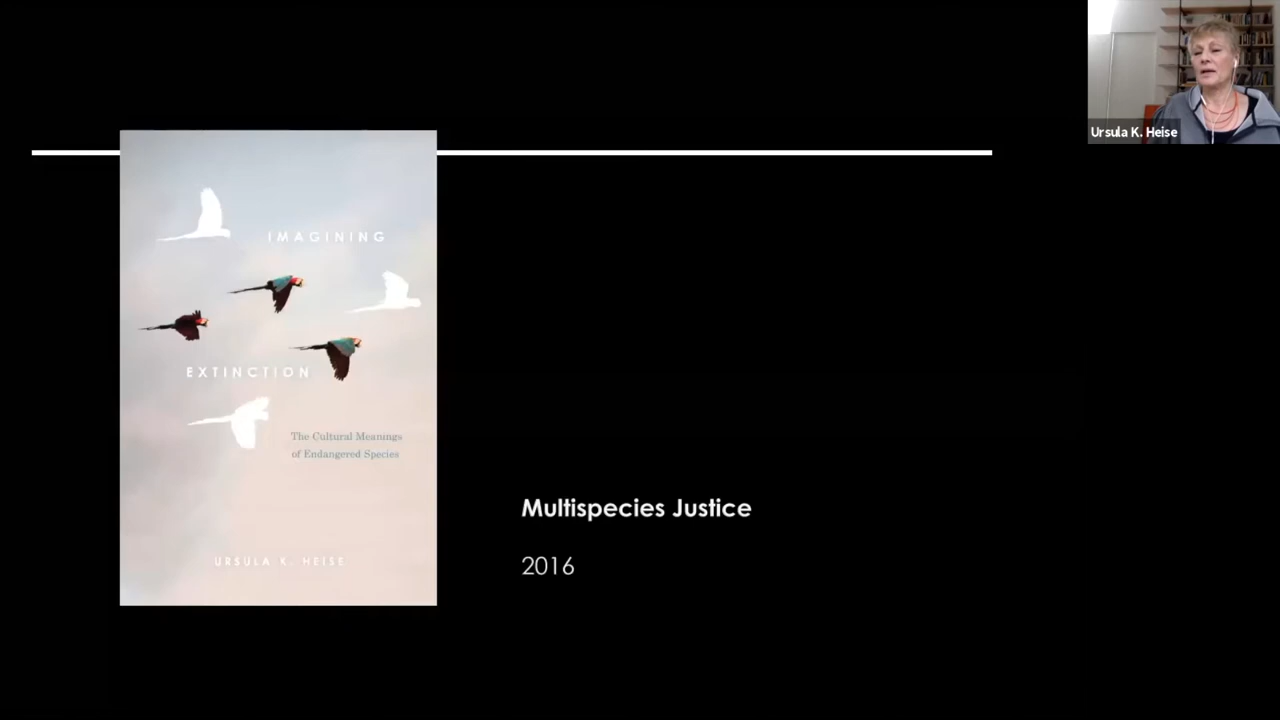 IMAGINING
EXTINCTION
The Cultural Meanings
of Endangered Species
URSULA K. HEISE
Multispecies Justice
2016
Ursula K. Heise